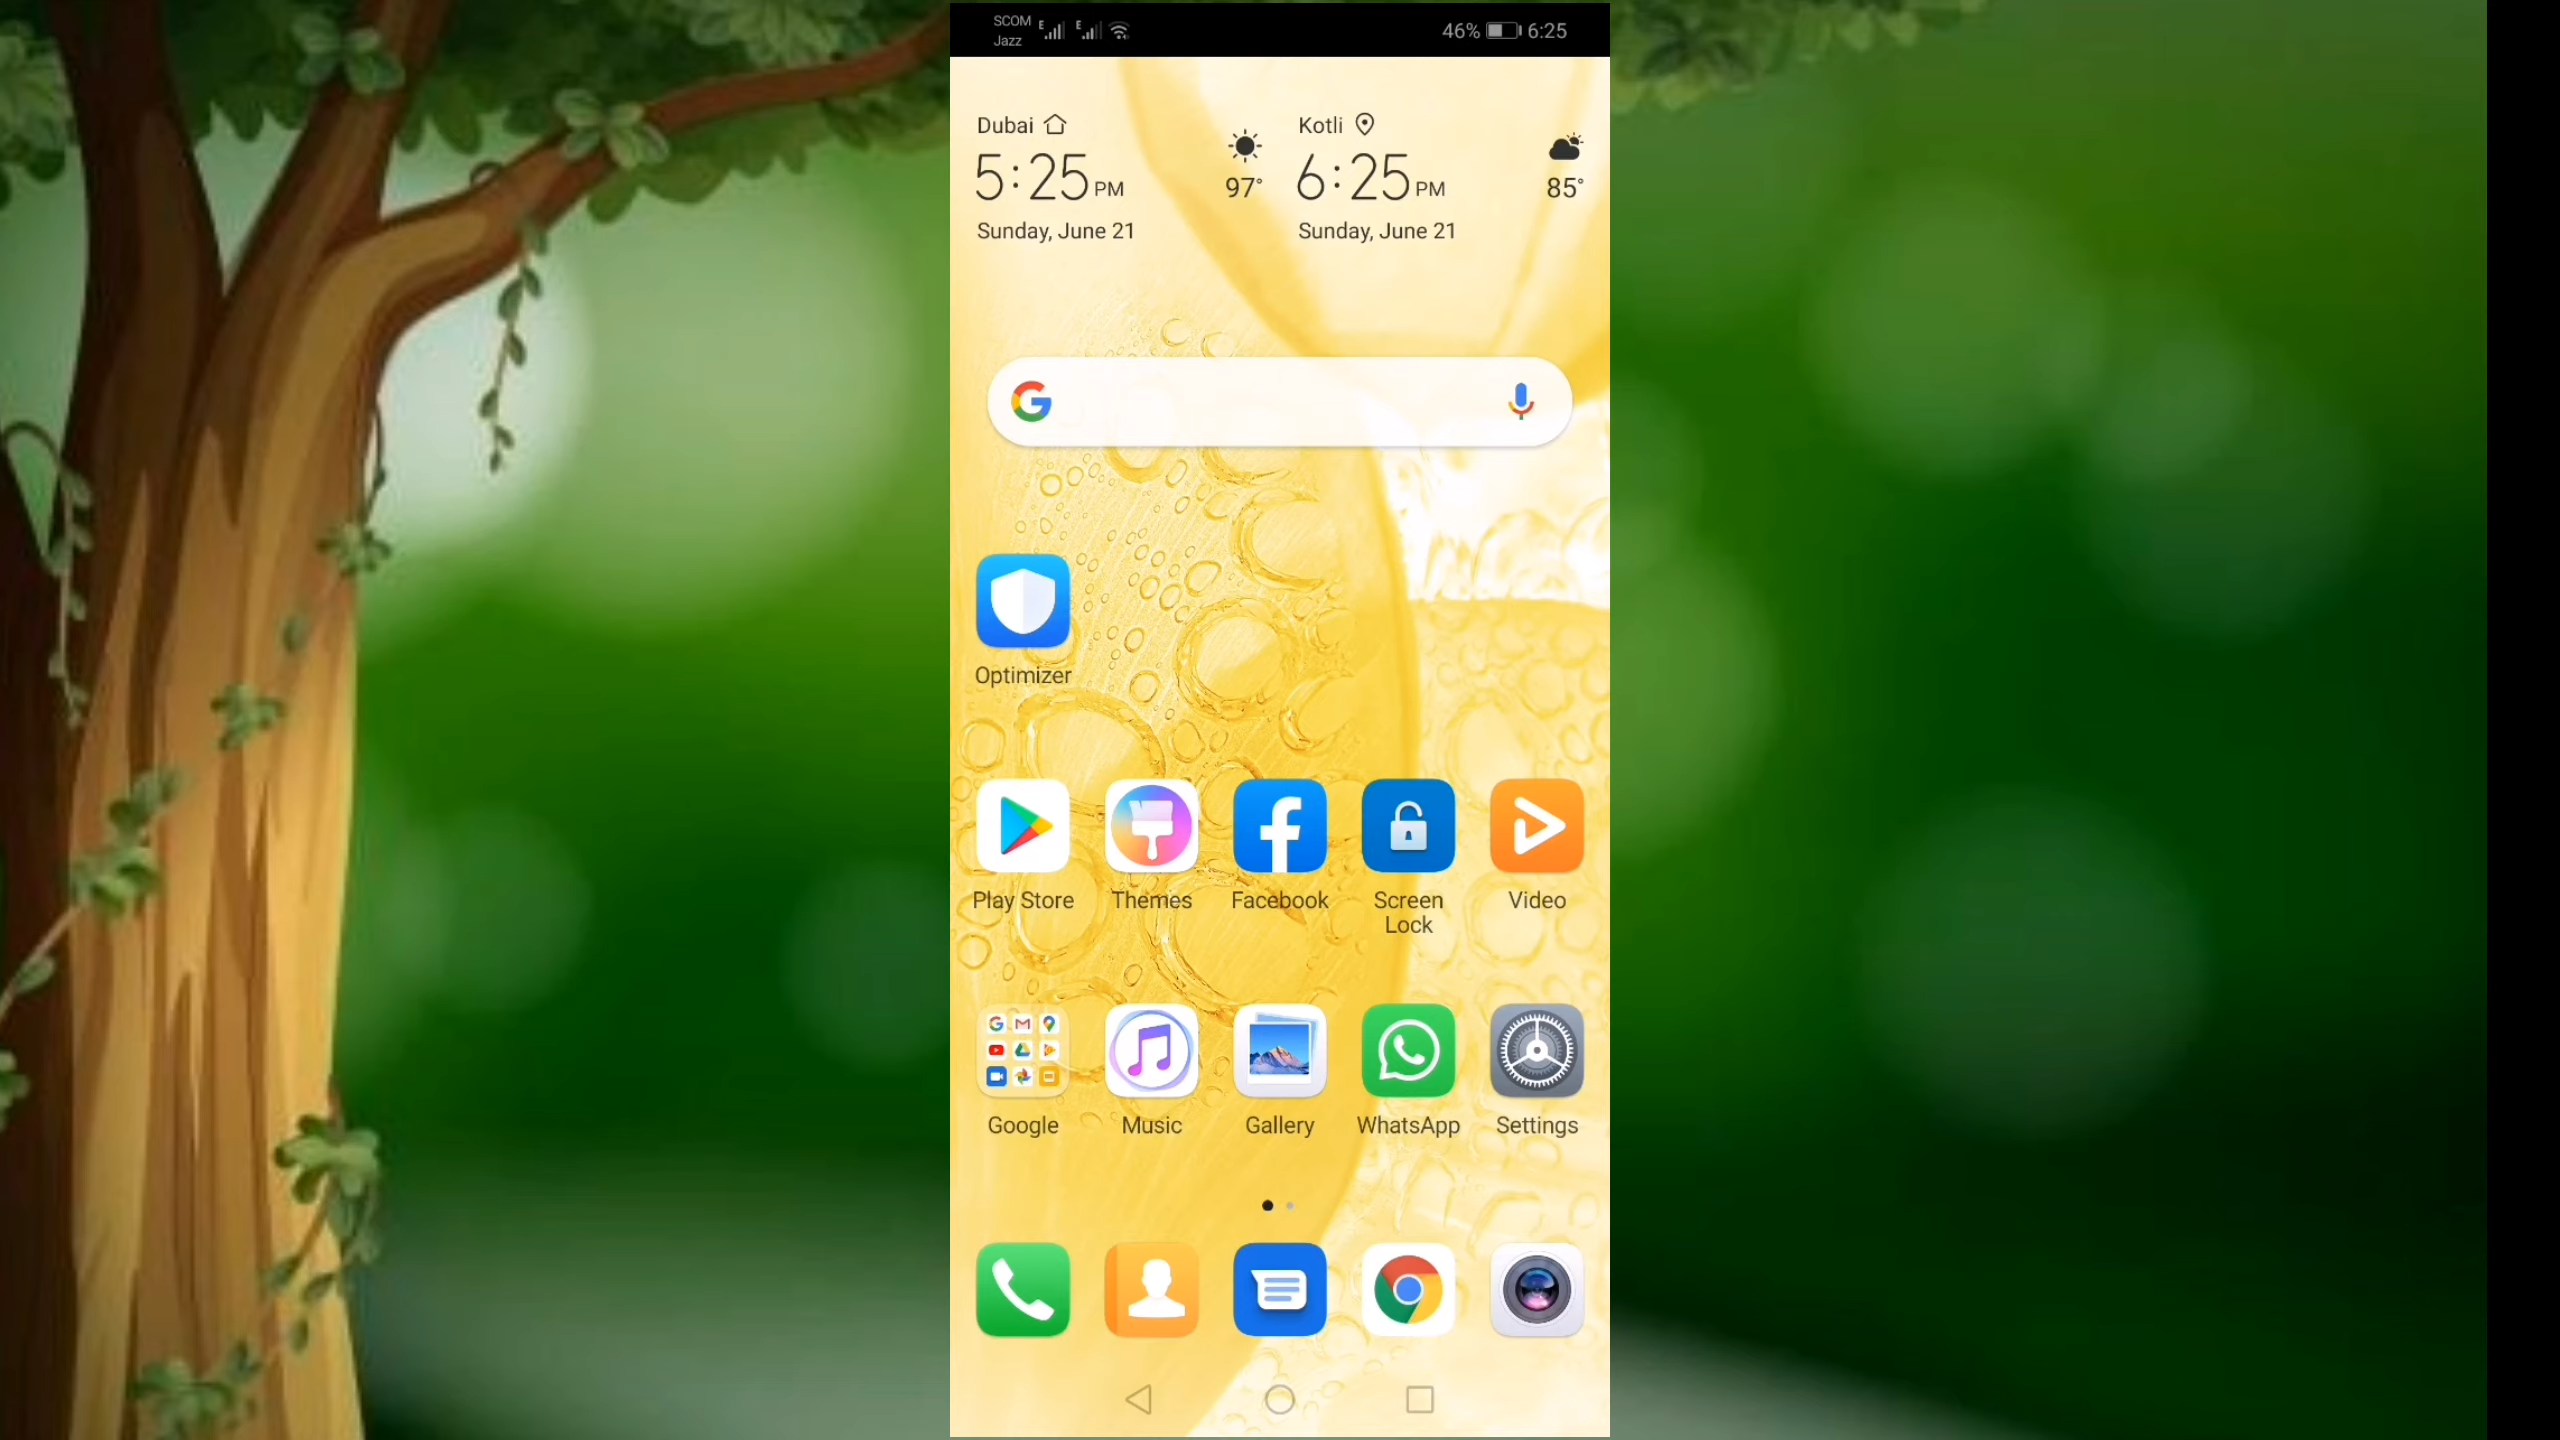 SCOM
Jazz
E E
46% 6:25
Dubai
5:25 PM
97°
Sunday, June 21
Kotli
6:25 PM
85°
Sunday, June 21
Optimizer
Play Store
Themes
Facebook
Screen
Lock
Video
Google
Music
Gallery
WhatsApp
Settings